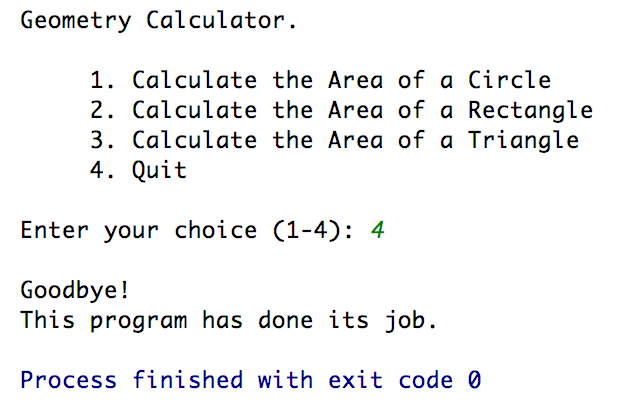 Geometry Calculator.
1. Calculate the Area of a Circle
2. Calculate the Area of a Rectangle
3. Calculate the Area of a Triangle
4. Quit
Enter your choice (1-4): 4
Goodbye!
This program has done its job.
Process finished with exit code 0